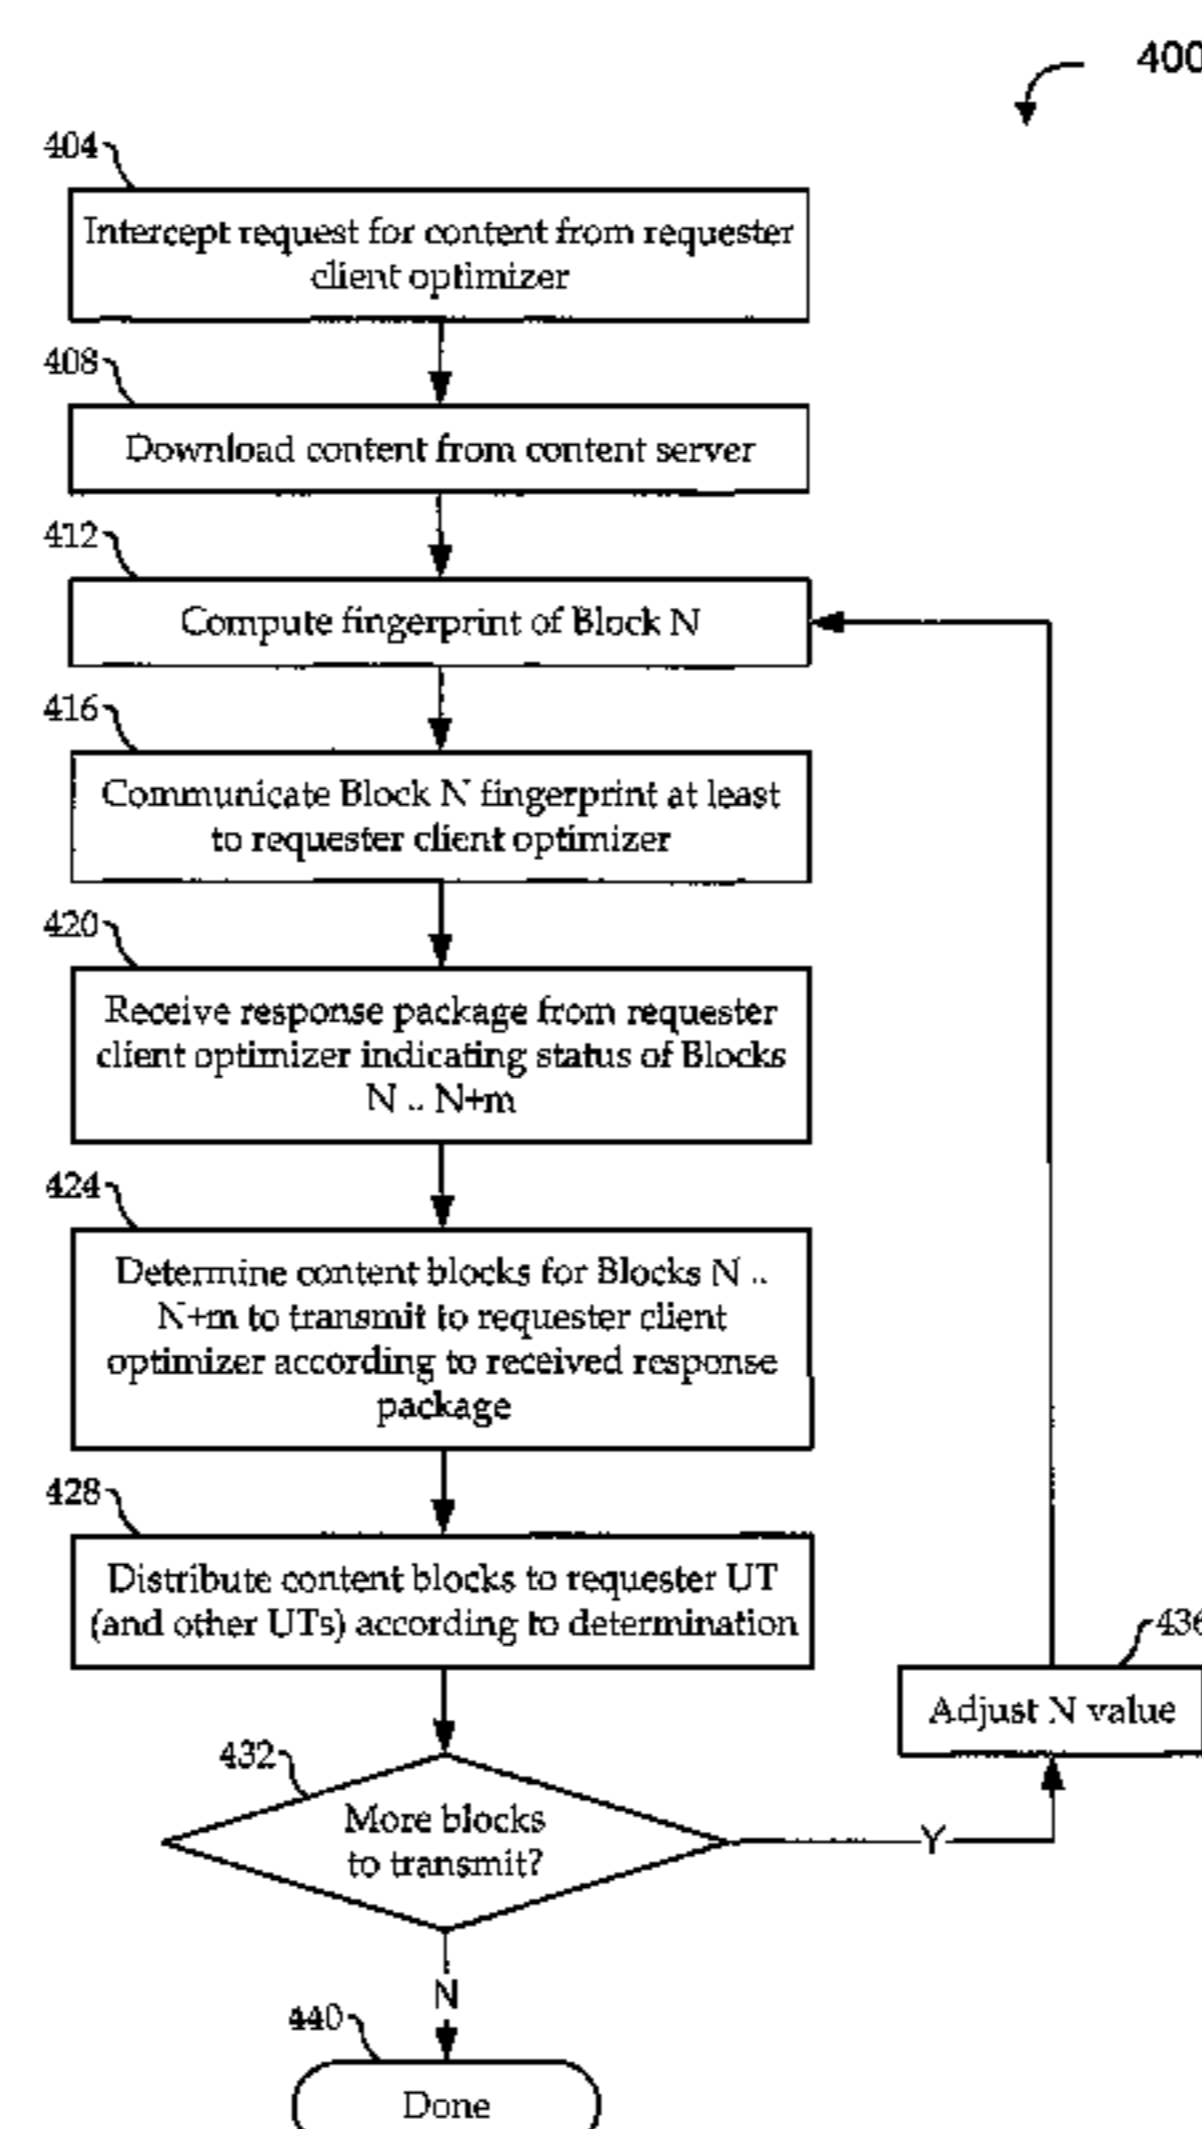 400
404
Intercept request for content from requester
client optimizer
408
Download content from content server
412
Compute fingerprint of Block N
416
Communicate Block N fingerprint at least
to requester client optimizer
420
Receive response package from requester
client optimizer indicating status of Blocks
N .. N+m
424
Determine content blocks for Blocks N ..
N+m to transmit to requester client
optimizer according to received response
package
428
Distribute content blocks to requester UT
(and other UTs) according to determination
436
Adjust N value
432
More blocks
to transmit?
Y
N
440
Done